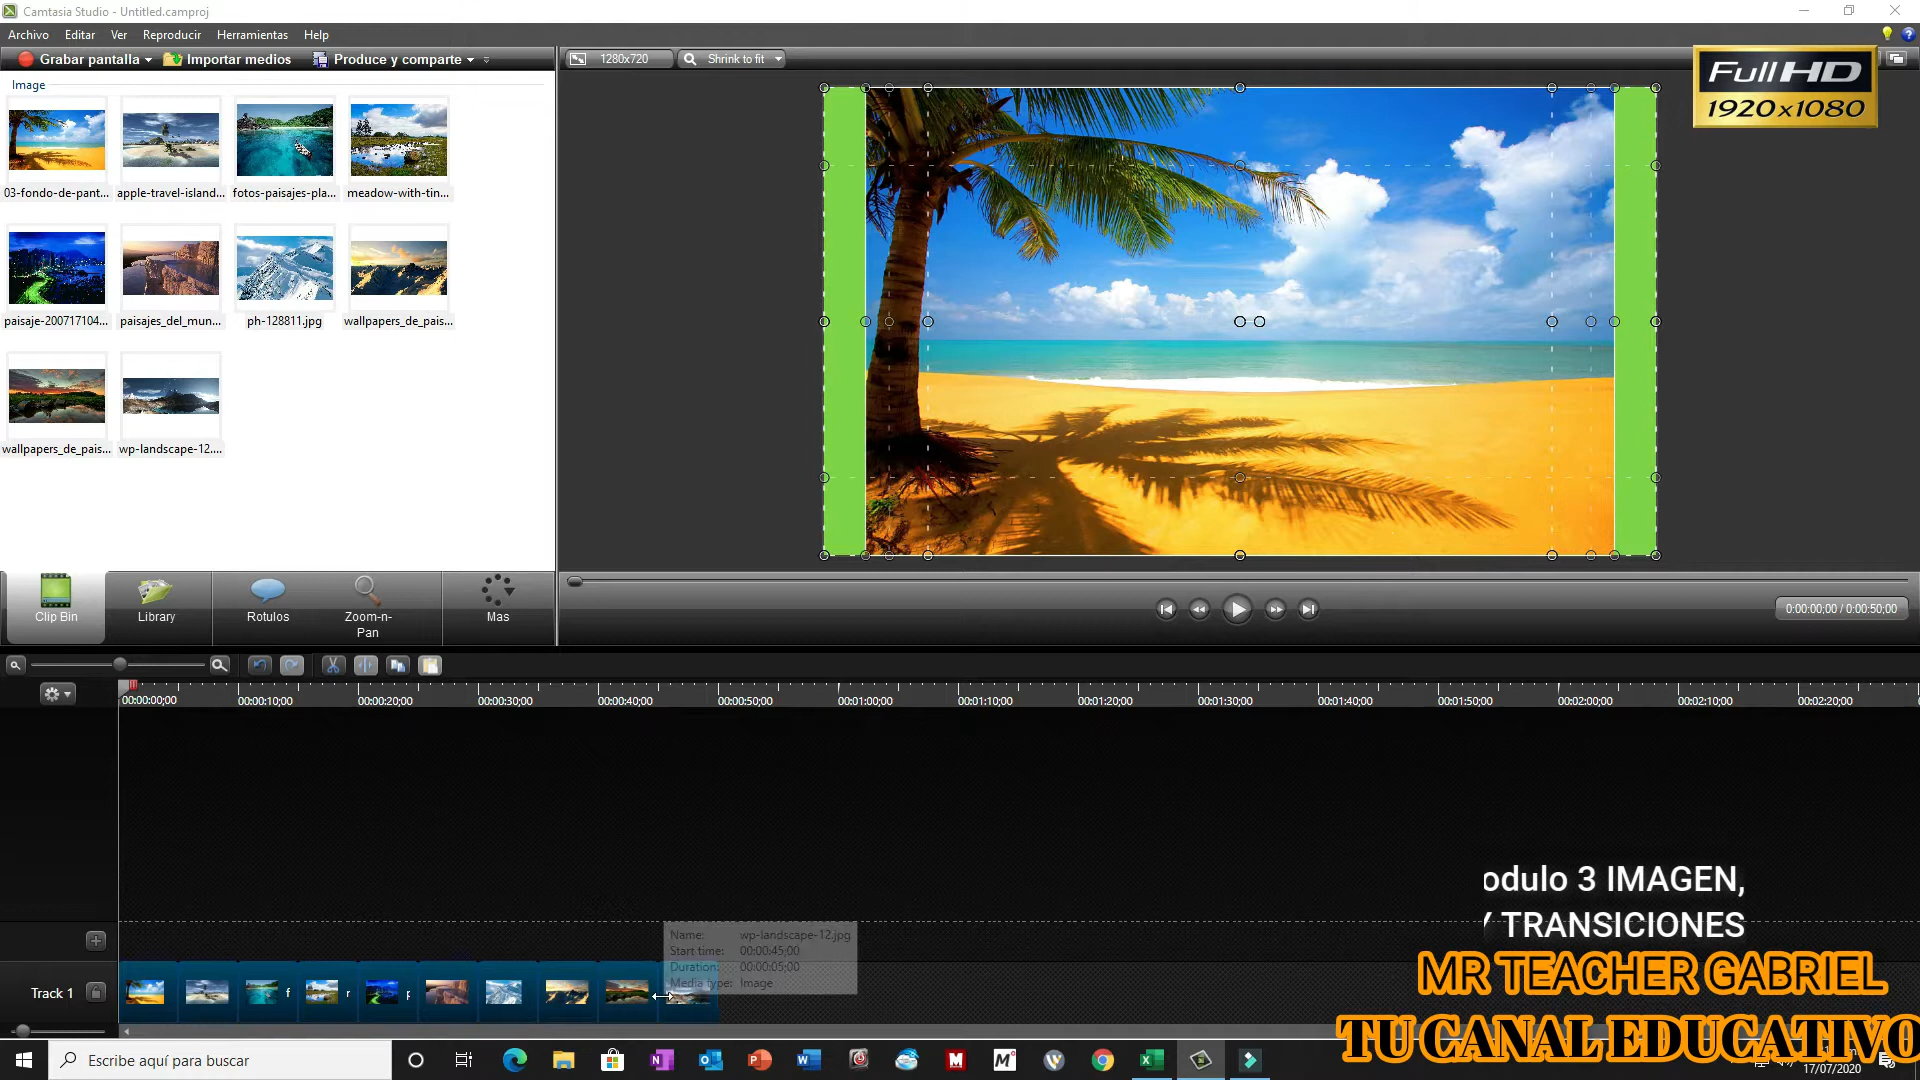 Camtasia Studio - Untitled.camproj
Archivo Editar Ver Reproducir Herramientas Help
Grabar pantalla Importar medios Produce y comparte
1280x720 Shrink to fit
Full HD
1920x1080
Image
03-fondo-de-pant... apple-travel-island... fotos-paisajes-pla... meadow-with-tin...
paisaje-200717104... paisajes_del_mun... ph-128811.jpg wallpapers_de_pais...
wallpapers_de_pais... wp-landscape-12....
Clip Bin Library Rotulos Zoom-n-Pan Mas
0:00:00;00 / 0:00:50;00
00:00:00;00 00:00:10;00 00:00:20;00 00:00:30;00 00:00:40;00 00:00:50;00 00:01:00;00 00:01:10;00 00:01:20;00 00:01:30;00 00:01:40;00 00:01:50;00 00:02:00;00 00:02:10;00 00:02:20;00
odulo 3 IMAGEN,
Y TRANSICIONES
Name: wp-landscape-12.jpg
Start time: 00:00:45;00
Duration: 00:00:05;00
Media type: Image
Track 1
f r p
MR TEACHER GABRIEL
TU CANAL EDUCATIVO
Escribe aquí para buscar
17/07/2020